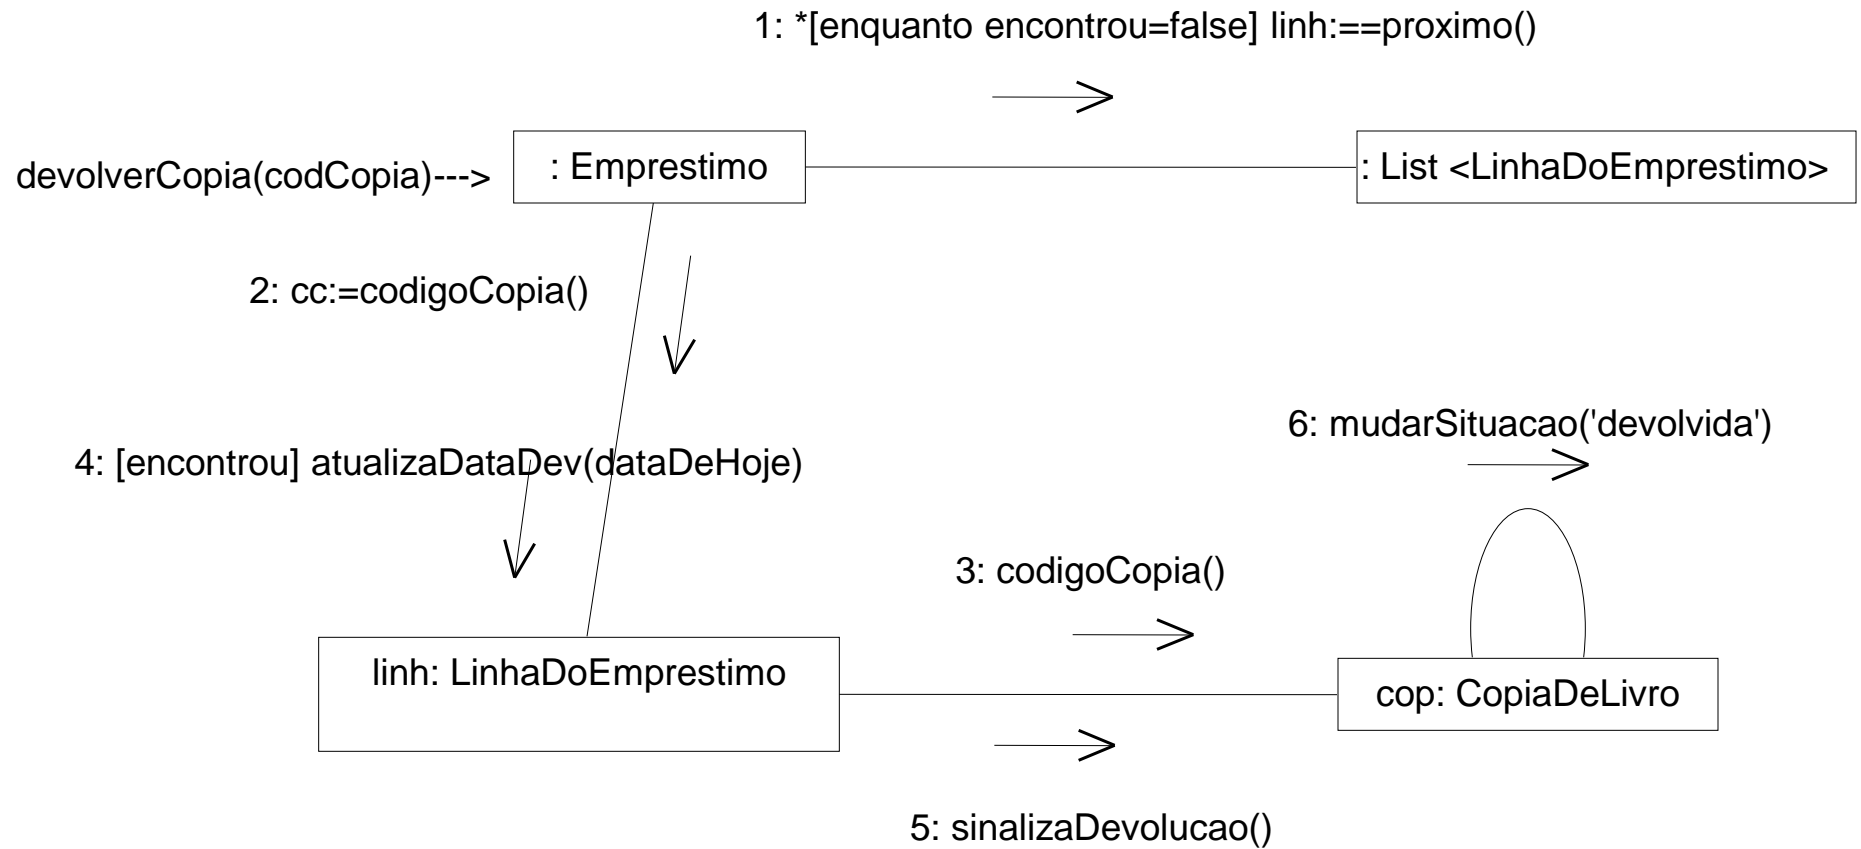 1: *[enquanto encontrou=false] linh:==proximo()
devolverCopia(codCopia)--->
: Emprestimo
: List <LinhaDoEmprestimo>
2: cc:=codigoCopia()
6: mudarSituacao('devolvida')
4: [encontrou] atualizaDataDev(dataDeHoje)
3: codigoCopia()
linh: LinhaDoEmprestimo
cop: CopiaDeLivro
5: sinalizaDevolucao()